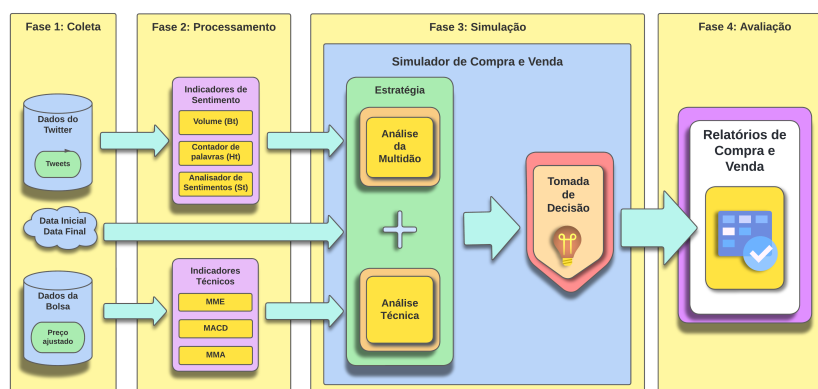 Fase 1: Coleta
Dados do
Twitter
Tweets
Data Inicial
Data Final
Dados da
Bolsa
Preço
ajustado
Fase 2: Processamento
Indicadores de
Sentimento
Volume (Bt)
Contador de
palavras (Ht)
Analisador de
Sentimentos (St)
Indicadores
Técnicos
MME
MACD
MMA
Fase 3: Simulação
Simulador de Compra e Venda
Estratégia
Análise
da
Multidão
Análise
Técnica
Tomada
de
Decisão
Fase 4: Avaliação
Relatórios de
Compra e
Venda